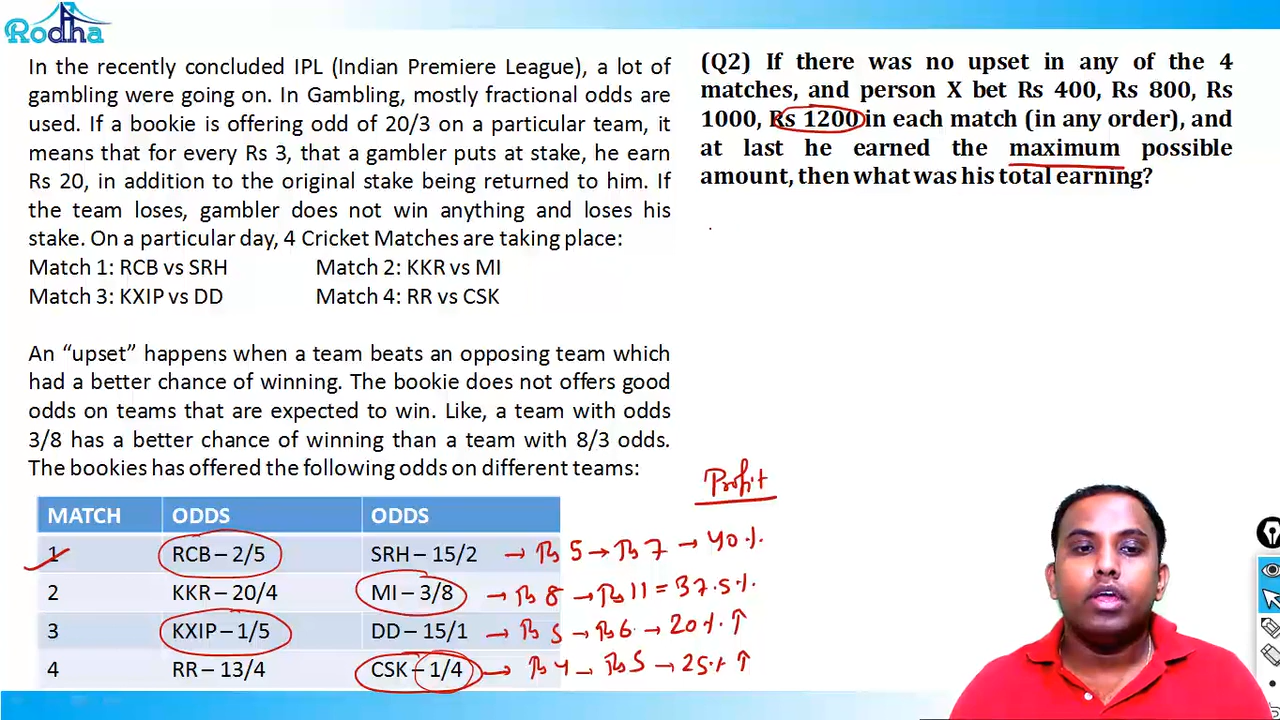 Rodha
In the recently concluded IPL (Indian Premiere League), a lot of
gambling were going on. In Gambling, mostly fractional odds are
used. If a bookie is offering odd of 20/3 on a particular team, it
means that for every Rs 3, that a gambler puts at stake, he earn
Rs 20, in addition to the original stake being returned to him. If
the team loses, gambler does not win anything and loses his
stake. On a particular day, 4 Cricket Matches are taking place:
Match 1: RCB vs SRH Match 2: KKR vs MI
Match 3: KXIP vs DD Match 4: RR vs CSK
An “upset” happens when a team beats an opposing team which
had a better chance of winning. The bookie does not offers good
odds on teams that are expected to win. Like, a team with odds
3/8 has a better chance of winning than a team with 8/3 odds.
The bookies has offered the following odds on different teams:
MATCH ODDS ODDS
1 RCB – 2/5 SRH – 15/2 → Rs 5 → Rs 7 → 40%.
2 KKR – 20/4 MI – 3/8 → Rs 8 → Rs 11 = 37.5%.
3 KXIP – 1/5 DD – 15/1 → Rs 5 → Rs 6 → 20% ↑
4 RR – 13/4 CSK – 1/4 → Rs 4 → Rs 5 → 25% ↑
Profit
(Q2) If there was no upset in any of the 4
matches, and person X bet Rs 400, Rs 800, Rs
1000, Rs 1200 in each match (in any order), and
at last he earned the maximum possible
amount, then what was his total earning?